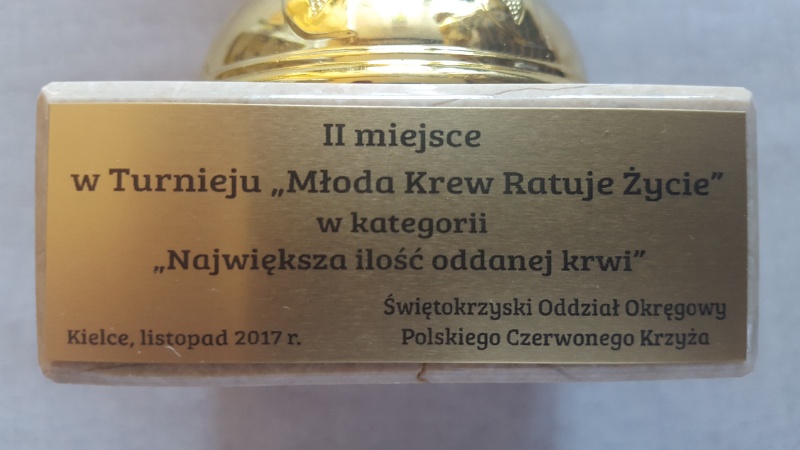 II miejsce
w Turnieju „Młoda Krew Ratuje Życie”
w kategorii
„Największa ilość oddanej krwi”
Świętokrzyski Oddział Okręgowy
Kielce, listopad 2017 r. Polskiego Czerwonego Krzyża